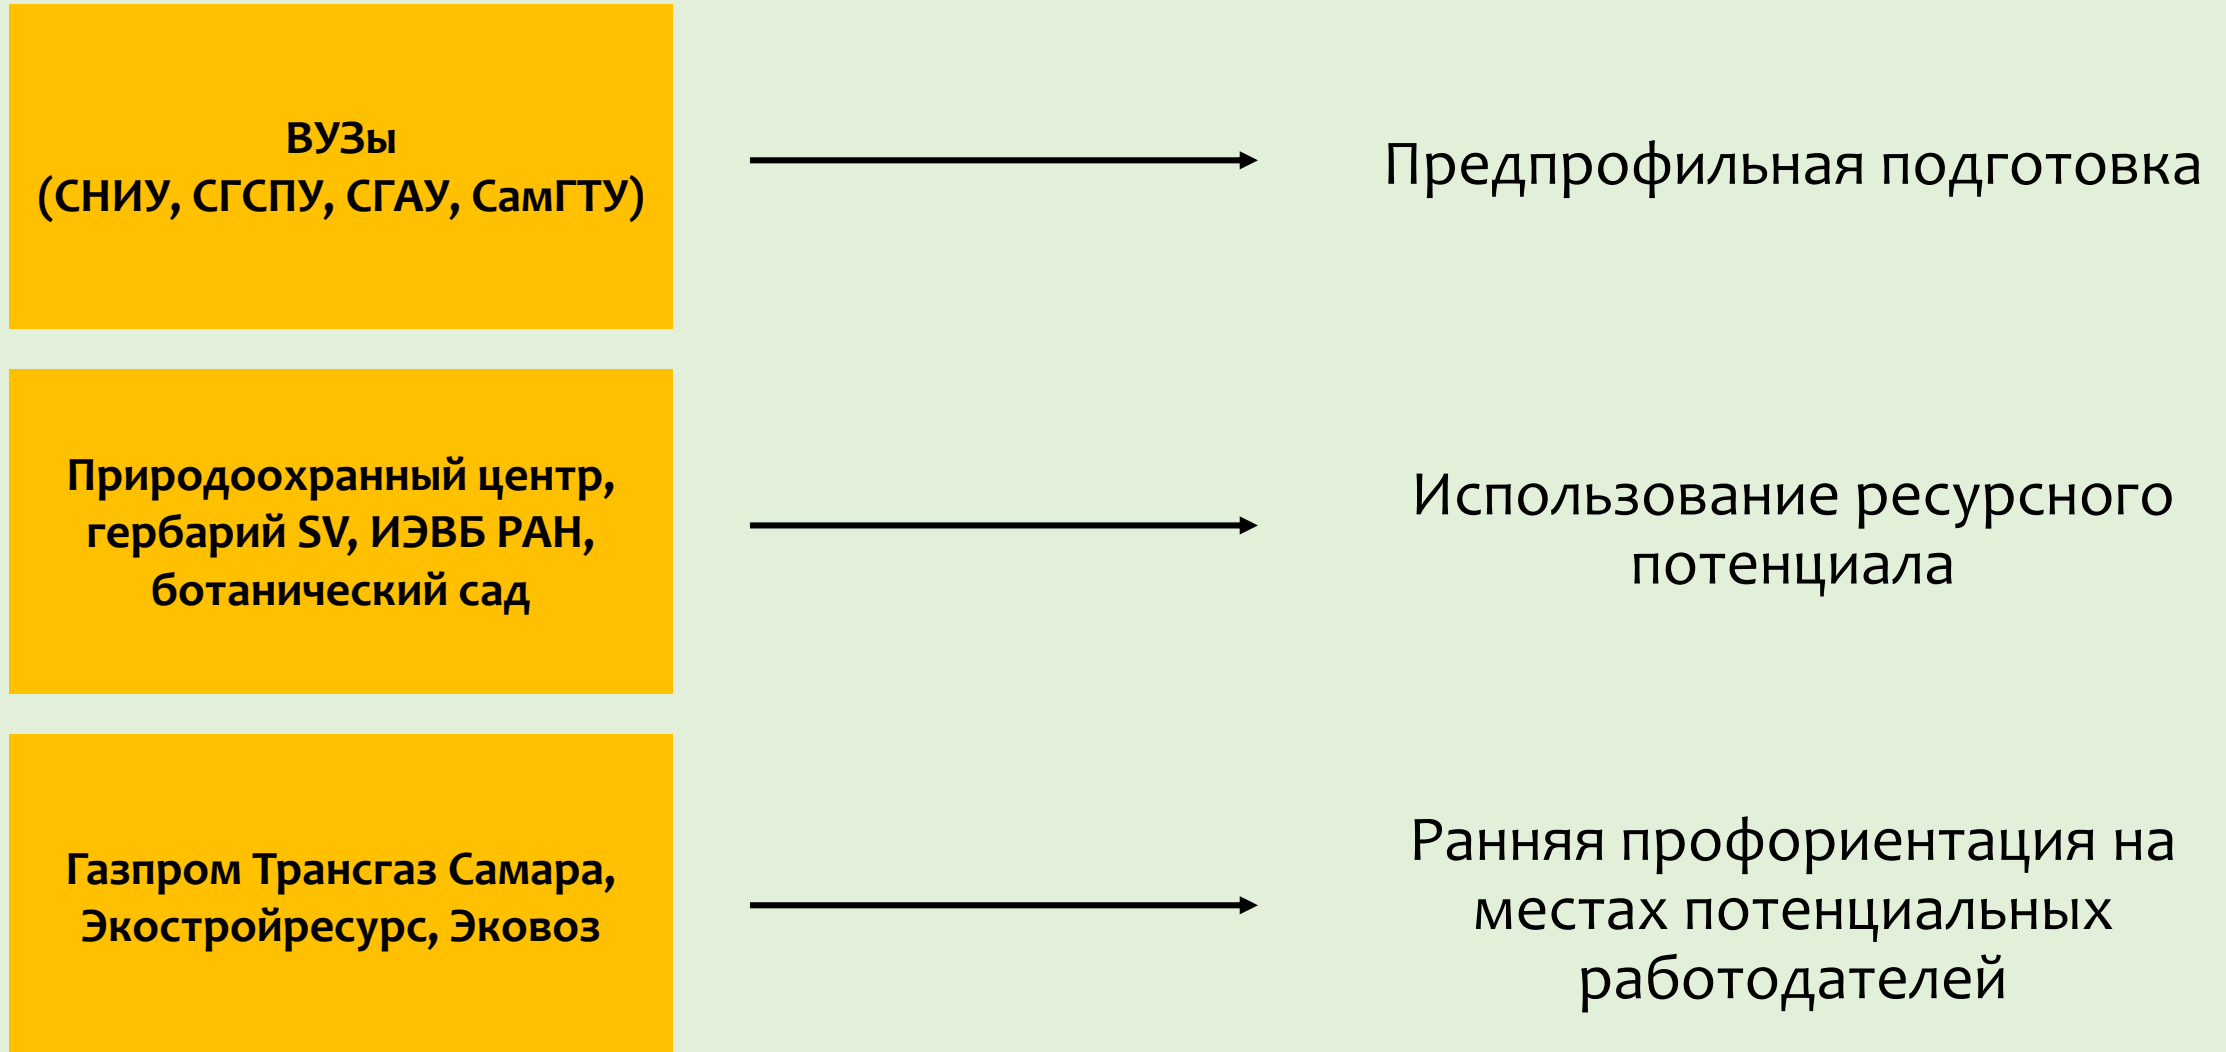 ВУЗы
(СНИУ, СГСПУ, СГАУ, СамГТУ)
Предпрофильная подготовка
Природоохранный центр,
гербарий SV, ИЭВБ РАН,
ботанический сад
Использование ресурсного
потенциала
Газпром Трансгаз Самара,
Экостройресурс, Эковоз
Ранняя профориентация на
местах потенциальных
работодателей